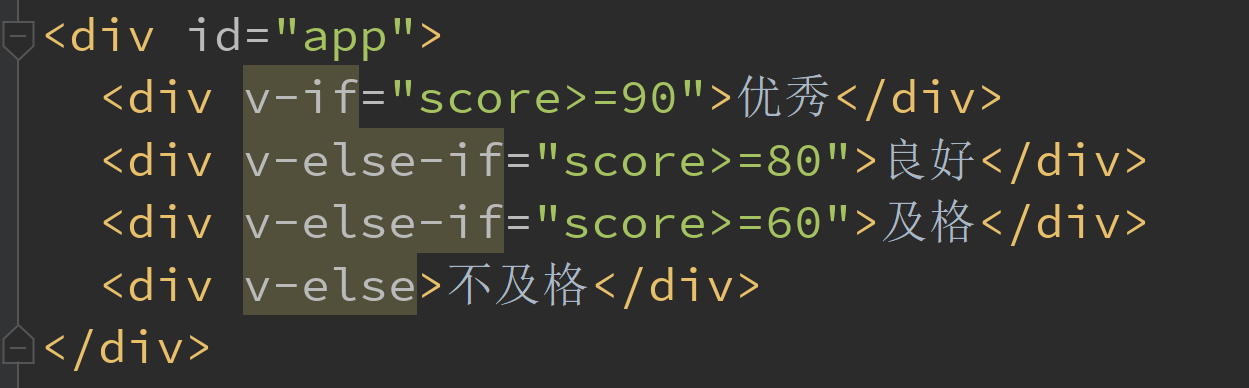 <div id="app">
<div v-if="score>=90">优秀</div>
<div v-else-if="score>=80">良好</div>
<div v-else-if="score>=60">及格</div>
<div v-else>不及格</div>
</div>